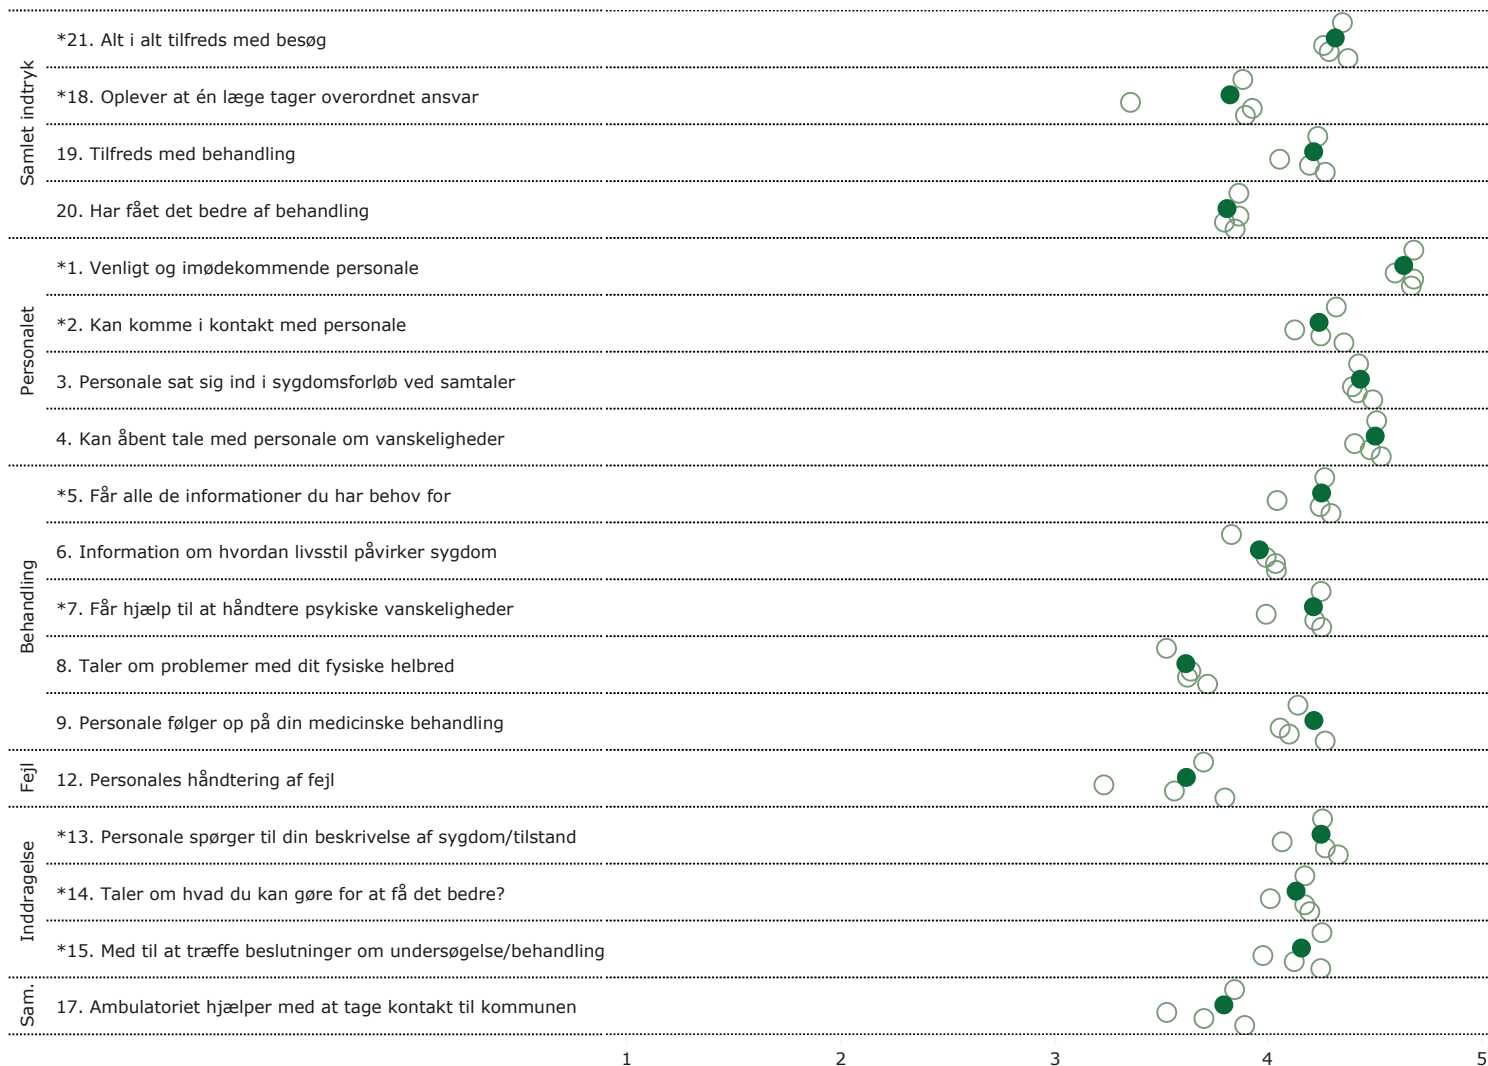 Samlet indtryk
*21. Alt i alt tilfreds med besøg
*18. Oplever at én læge tager overordnet ansvar
19. Tilfreds med behandling
20. Har fået det bedre af behandling
Personalet
*1. Venligt og imødekommende personale
*2. Kan komme i kontakt med personale
3. Personale sat sig ind i sygdomsforløb ved samtaler
4. Kan åbent tale med personale om vanskeligheder
Behandling
*5. Får alle de informationer du har behov for
6. Information om hvordan livsstil påvirker sygdom
*7. Får hjælp til at håndtere psykiske vanskeligheder
8. Taler om problemer med dit fysiske helbred
9. Personale følger op på din medicinske behandling
Fejl
12. Personales håndtering af fejl
Inddragelse
*13. Personale spørger til din beskrivelse af sygdom/tilstand
*14. Taler om hvad du kan gøre for at få det bedre?
*15. Med til at træffe beslutninger om undersøgelse/behandling
Sam.
17. Ambulatoriet hjælper med at tage kontakt til kommunen
1 2 3 4 5